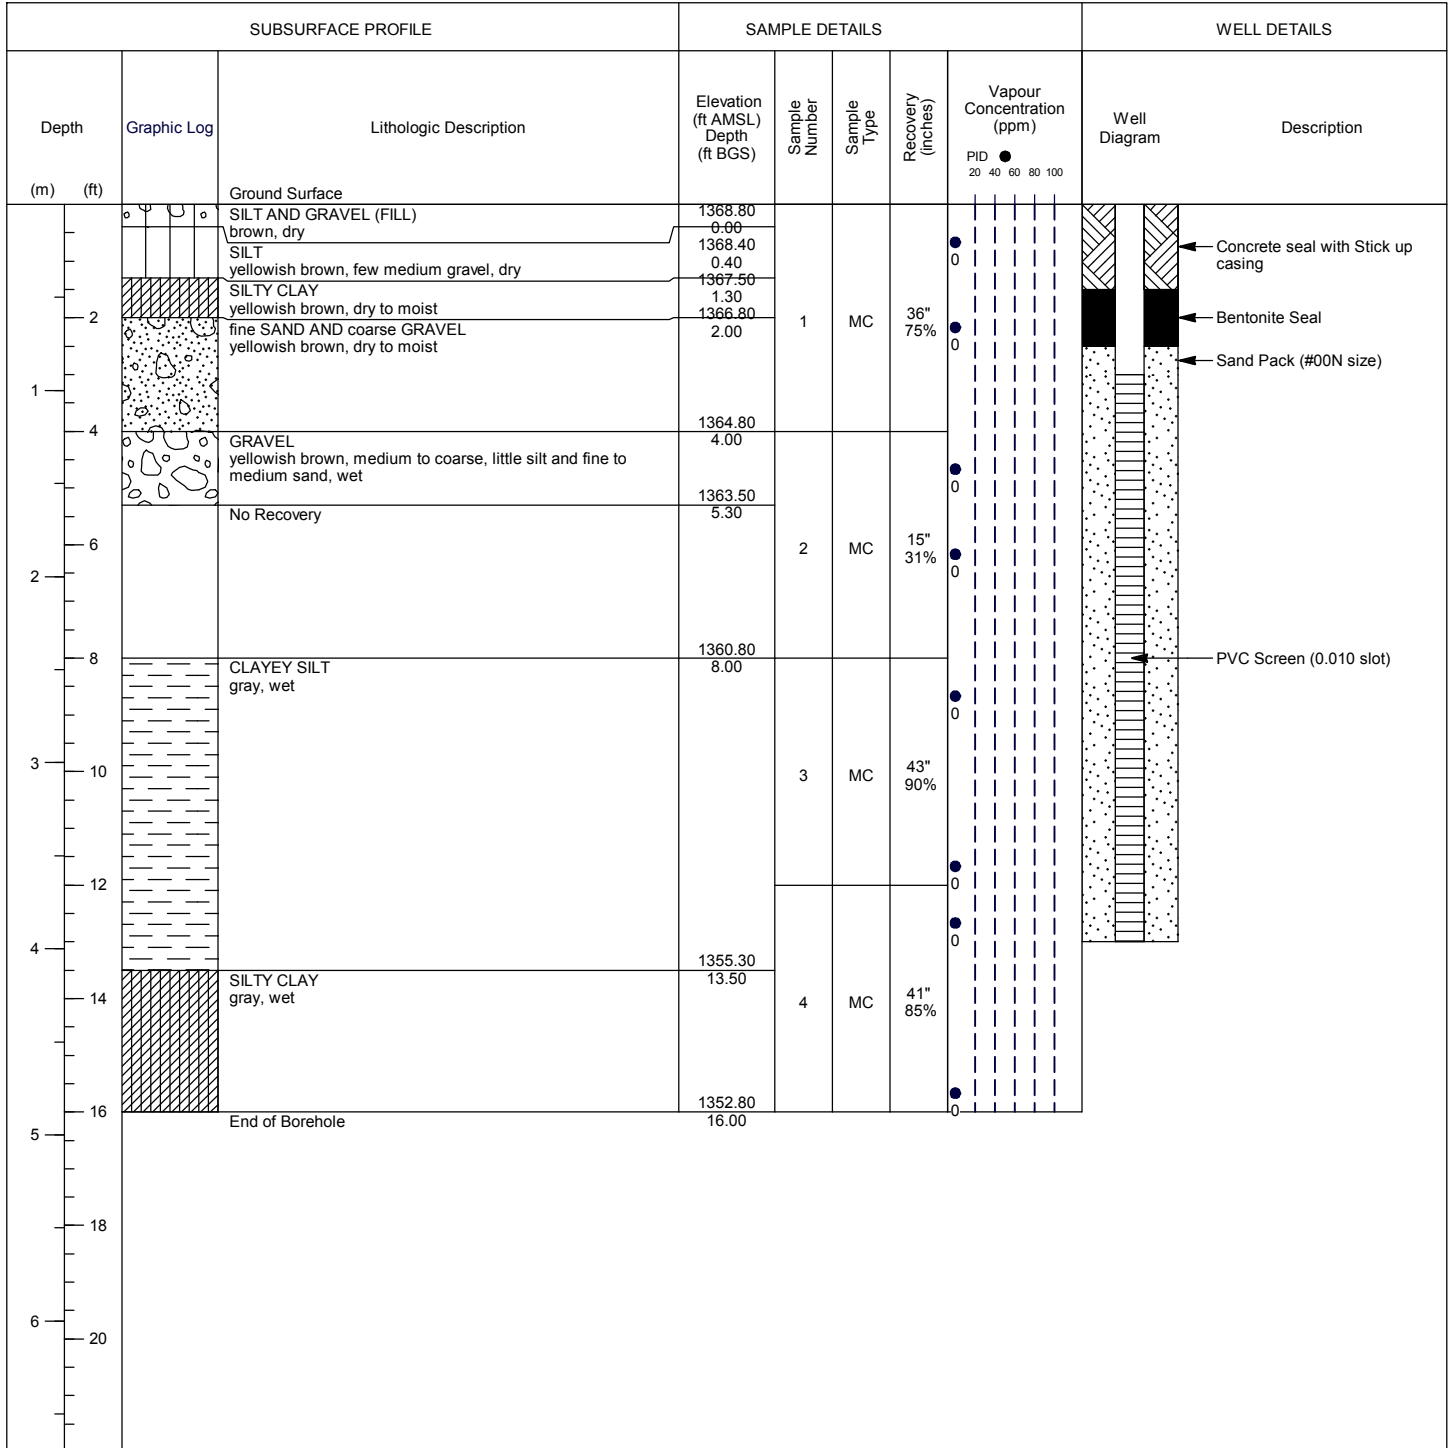 SUBSURFACE PROFILE
SAMPLE DETAILS
WELL DETAILS
Depth
(m)
(ft)
Graphic Log
Lithologic Description
Elevation
(ft AMSL)
Depth
(ft BGS)
Sample
Number
Sample
Type
Recovery
(inches)
Vapour
Concentration
(ppm)
PID
20 40 60 80 100
Well
Diagram
Description
Ground Surface
SILT AND GRAVEL (FILL)
brown, dry
1368.80
0.00
SILT
yellowish brown, few medium gravel, dry
1368.40
0.40
SILTY CLAY
yellowish brown, dry to moist
1367.50
1.30
fine SAND AND coarse GRAVEL
yellowish brown, dry to moist
1366.80
2.00
GRAVEL
yellowish brown, medium to coarse, little silt and fine to
medium sand, wet
1364.80
4.00
No Recovery
1363.50
5.30
CLAYEY SILT
gray, wet
1360.80
8.00
SILTY CLAY
gray, wet
1355.30
13.50
End of Borehole
1352.80
16.00
1
2
3
4
5
6
2
4
6
8
10
12
14
16
18
20
1
MC
36"
75%
2
MC
15"
31%
3
MC
43"
90%
4
MC
41"
85%
0
0
0
0
0
0
0
0
Concrete seal with Stick up
casing
Bentonite Seal
Sand Pack (#00N size)
PVC Screen (0.010 slot)